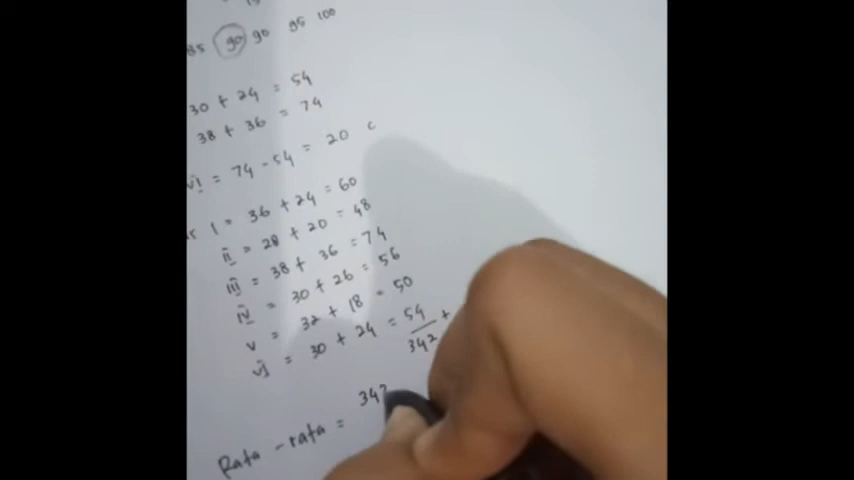 85 90 90 95 100
30 + 24 = 54
38 + 36 = 74
VI = 74 - 54 = 20 c
I = 36 + 24 = 60
II = 28 + 20 = 48
III = 38 + 36 = 74
IV = 30 + 26 = 56
V = 32 + 18 = 50
VI = 30 + 24 = 54 +
342
Rata - rata = 342